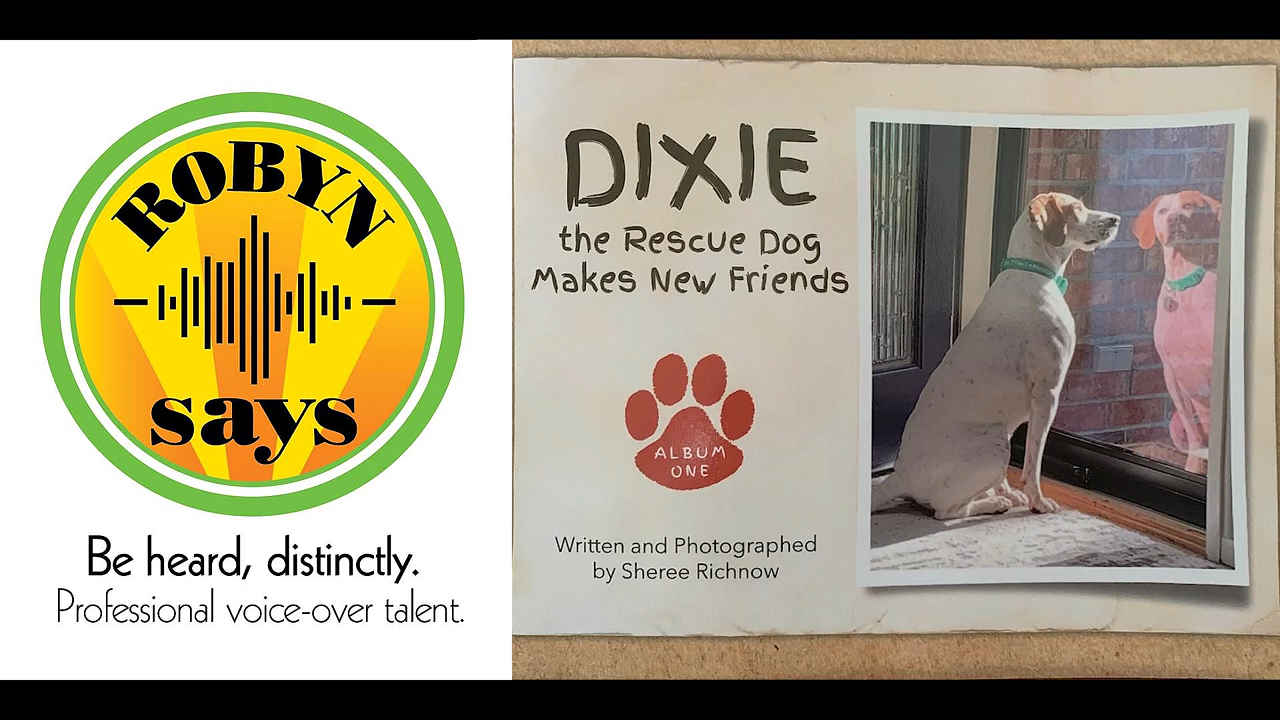 ROBYN
says
Be heard, distinctly.
Professional voice-over talent.
DIXIE
the Rescue Dog
Makes New Friends
ALBUM
ONE
Written and Photographed
by Sheree Richnow